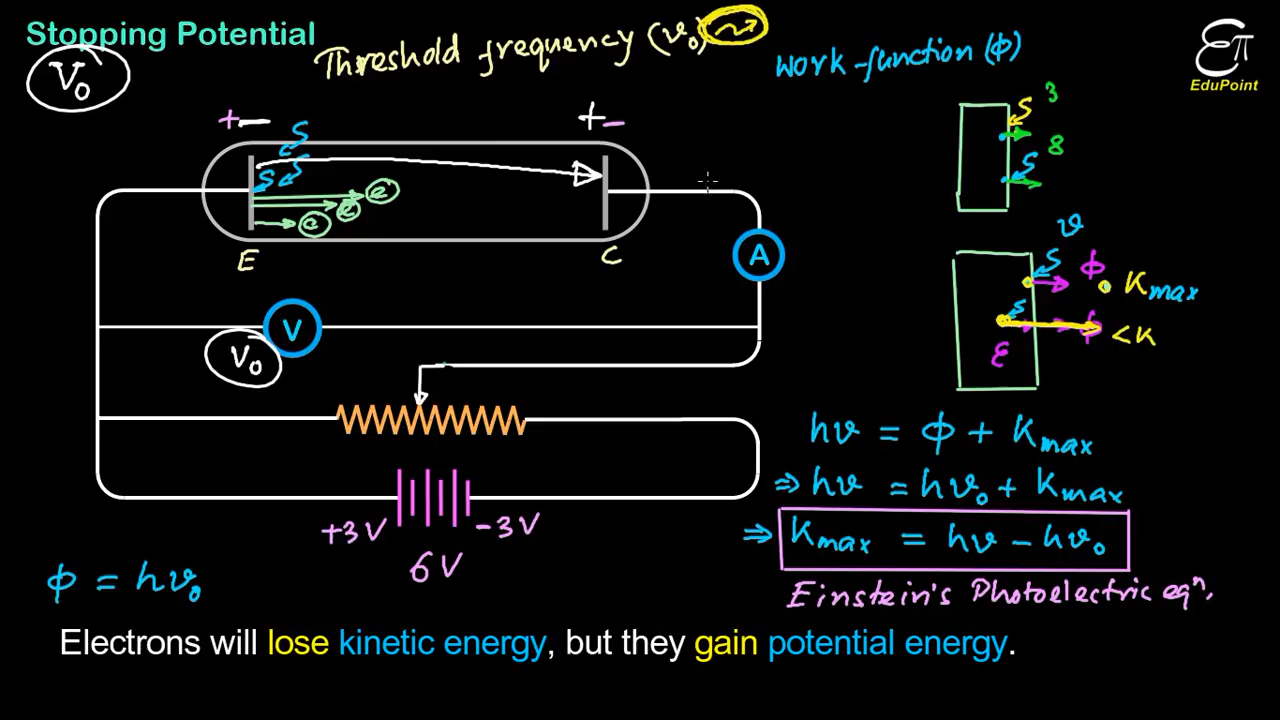 Stopping Potential
V₀
Threshold frequency (ν₀)
Work-function (ϕ)
επ
EduPoint
+ −
+ −
3
8
e⁻
e⁻
e⁻
E
C
A
V
V₀
ν
ϕ
Kmax
ϕ
<K
ε
hν = ϕ + Kmax
⇒ hν = hν₀ + Kmax
⇒ Kmax = hν − hν₀
Einstein's Photoelectric eqⁿ.
+3V
−3V
6V
ϕ = hν₀
Electrons will lose kinetic energy, but they gain potential energy.